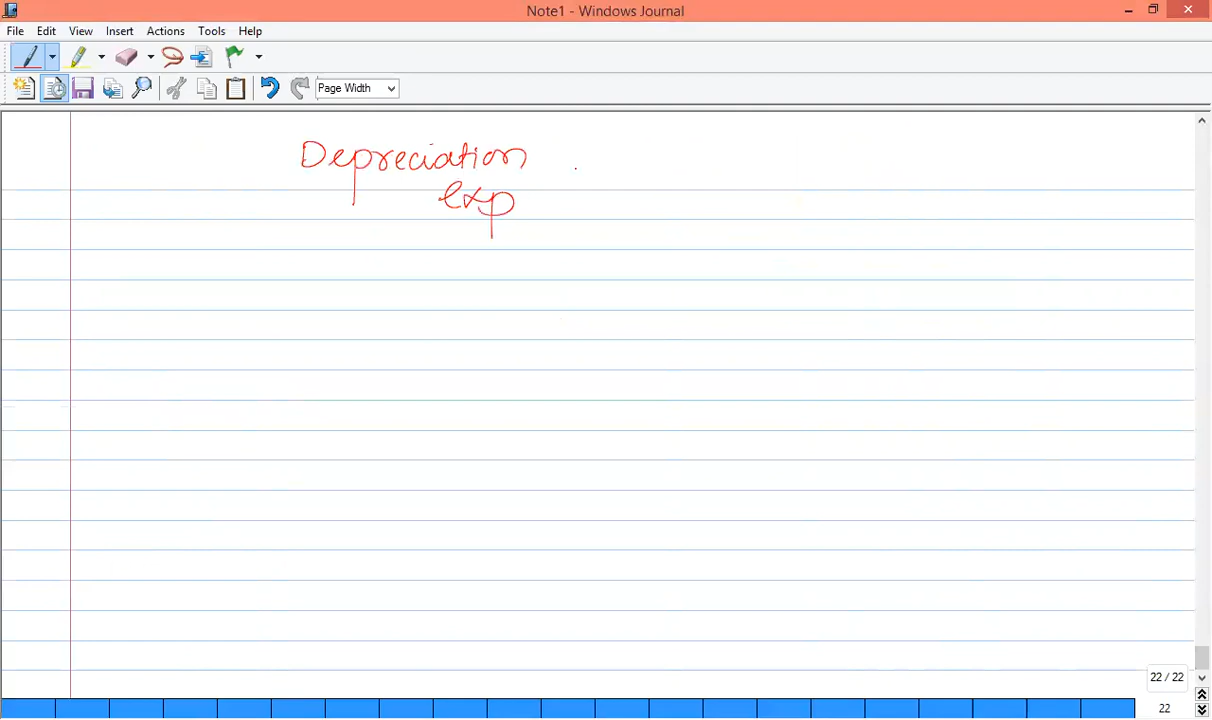 Note1 - Windows Journal
File Edit View Insert Actions Tools Help
Page Width
Depreciation
exp
22 / 22
22